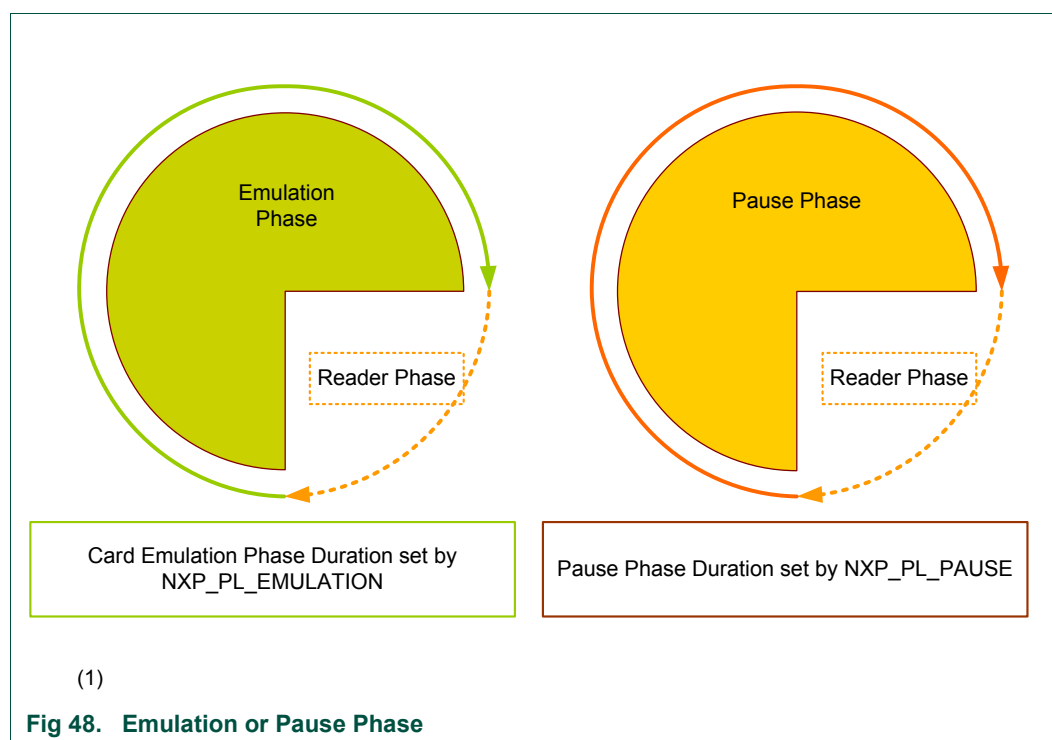 Emulation
Phase
Reader Phase
Card Emulation Phase Duration set by
NXP_PL_EMULATION
Pause Phase
Reader Phase
Pause Phase Duration set by NXP_PL_PAUSE
(1)
Fig 48. Emulation or Pause Phase